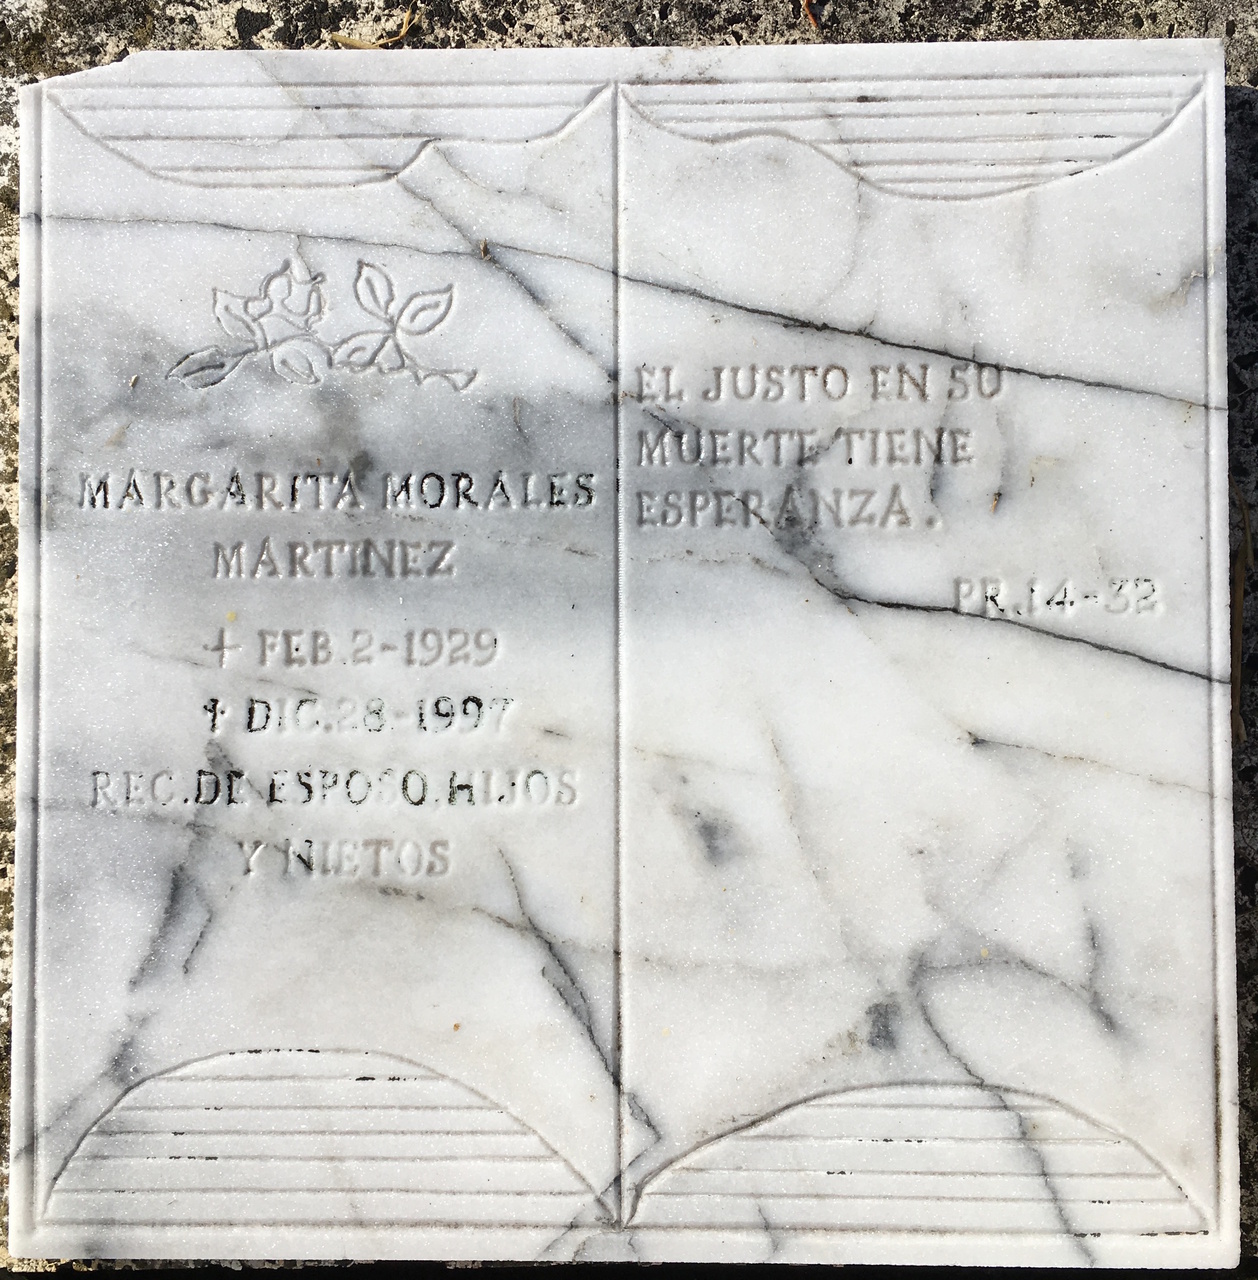 MARGARITA MORALES
MARTINEZ
† FEB.2-1929
† DIC.28-1997
REC.DE ESPOSO.HIJOS
Y NIETOS
EL JUSTO EN SU
MUERTE TIENE
ESPERANZA.
PR.14-32